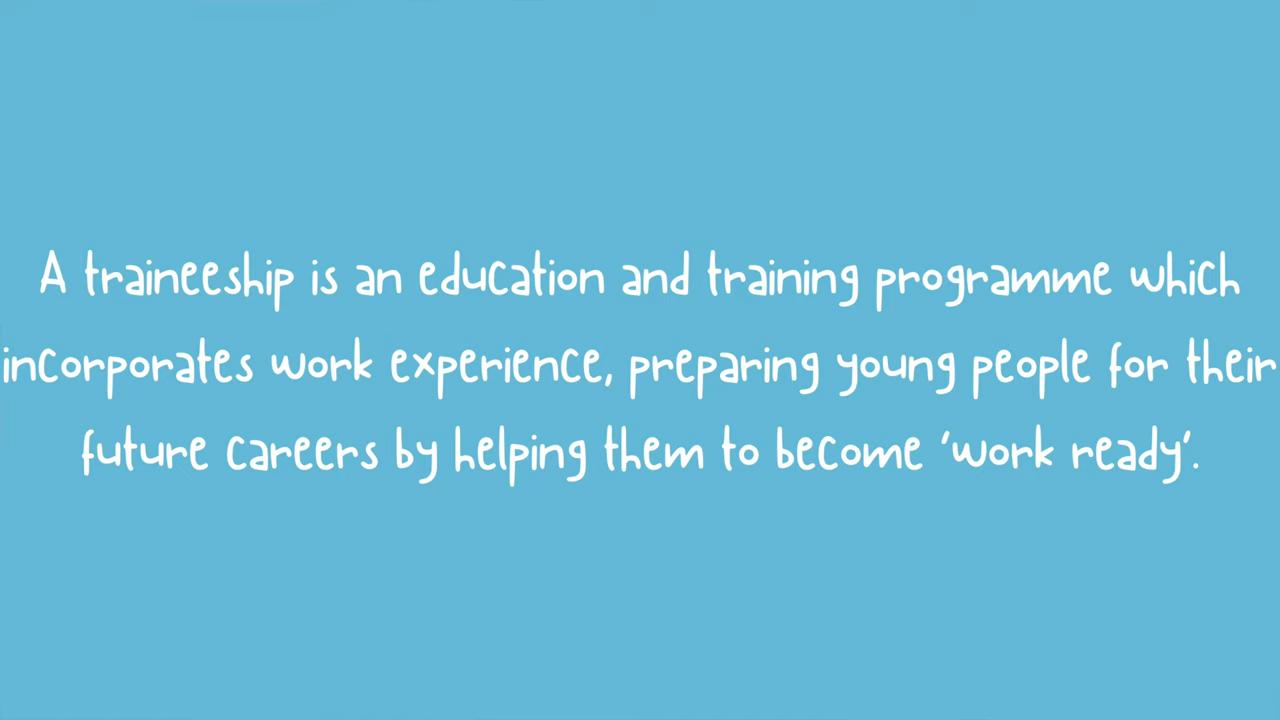 A traineeship is an education and training programme which
incorporates work experience, preparing young people for their
future careers by helping them to become ‘work ready’.